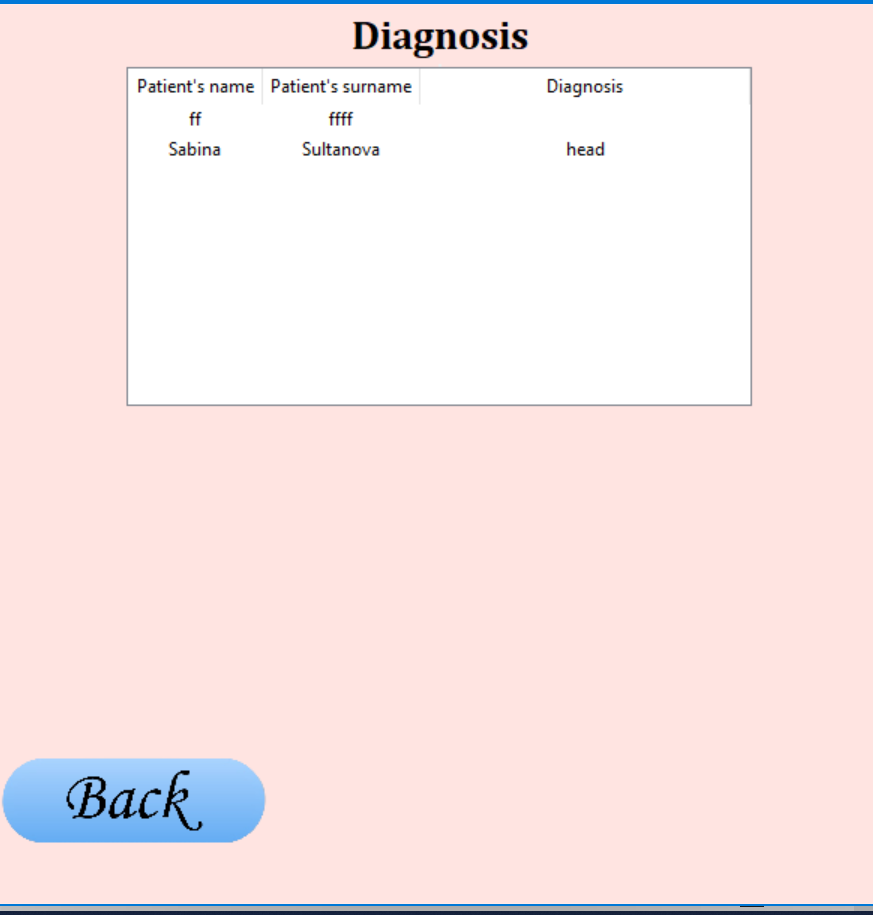 Diagnosis
Patient's name Patient's surname Diagnosis
ff ffff
Sabina Sultanova head
Back